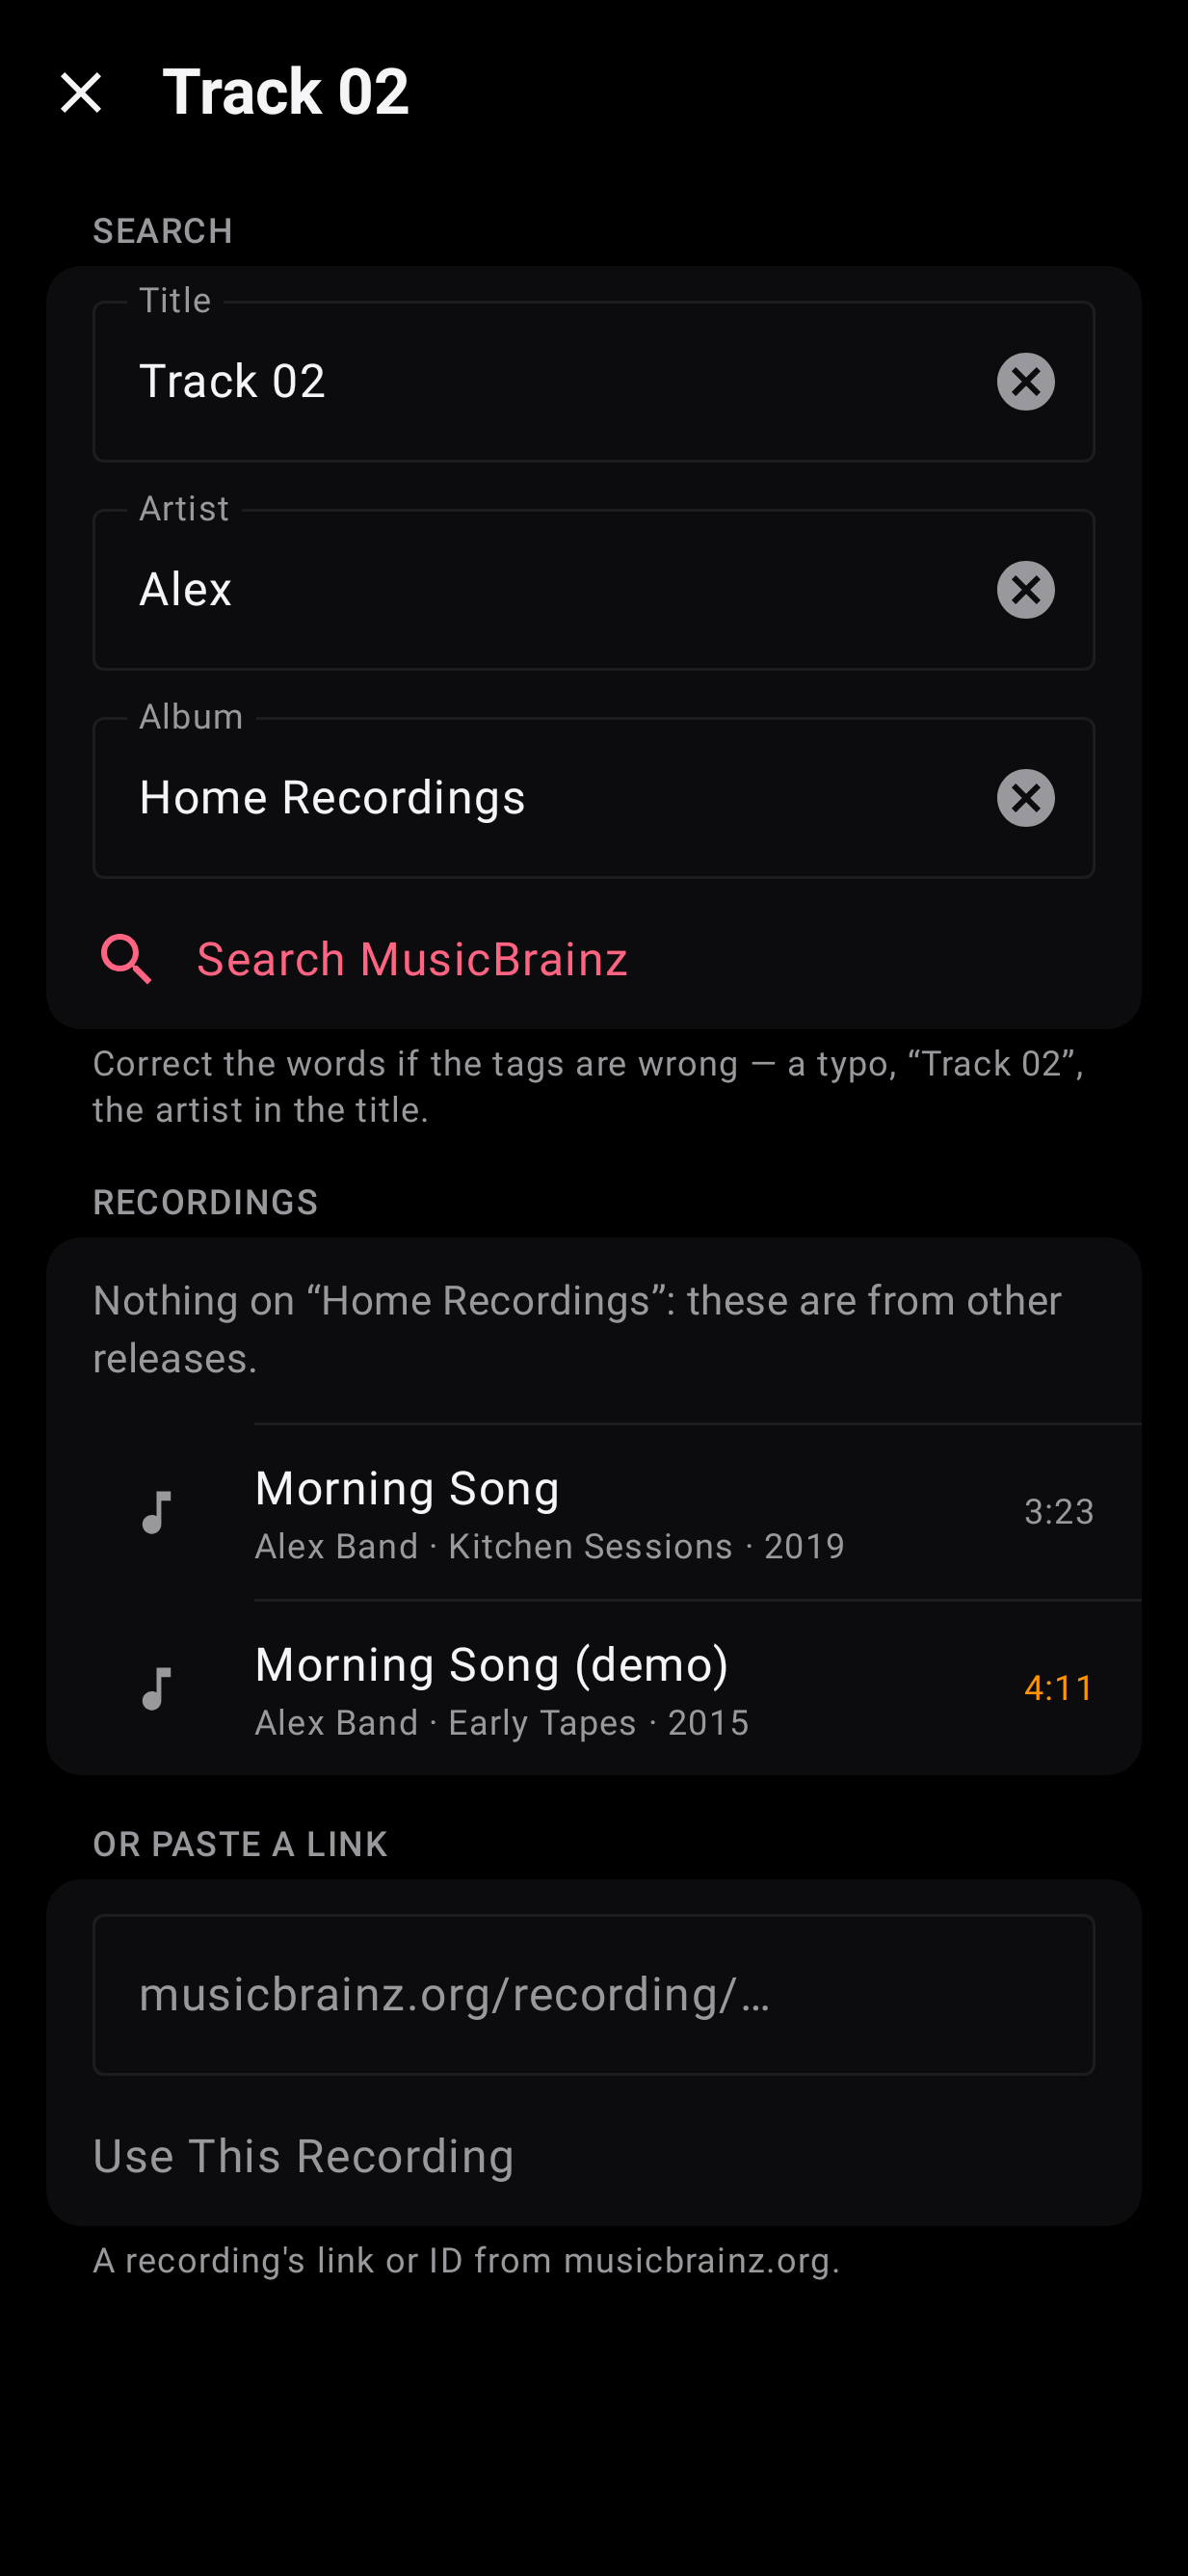 Track 02
SEARCH
Title
Track 02
Artist
Alex
Album
Home Recordings
Search MusicBrainz
Correct the words if the tags are wrong — a typo, “Track 02”,
the artist in the title.
RECORDINGS
Nothing on “Home Recordings”: these are from other
releases.
Morning Song
3:23
Alex Band · Kitchen Sessions · 2019
Morning Song (demo)
4:11
Alex Band · Early Tapes · 2015
OR PASTE A LINK
musicbrainz.org/recording/…
Use This Recording
A recording's link or ID from musicbrainz.org.